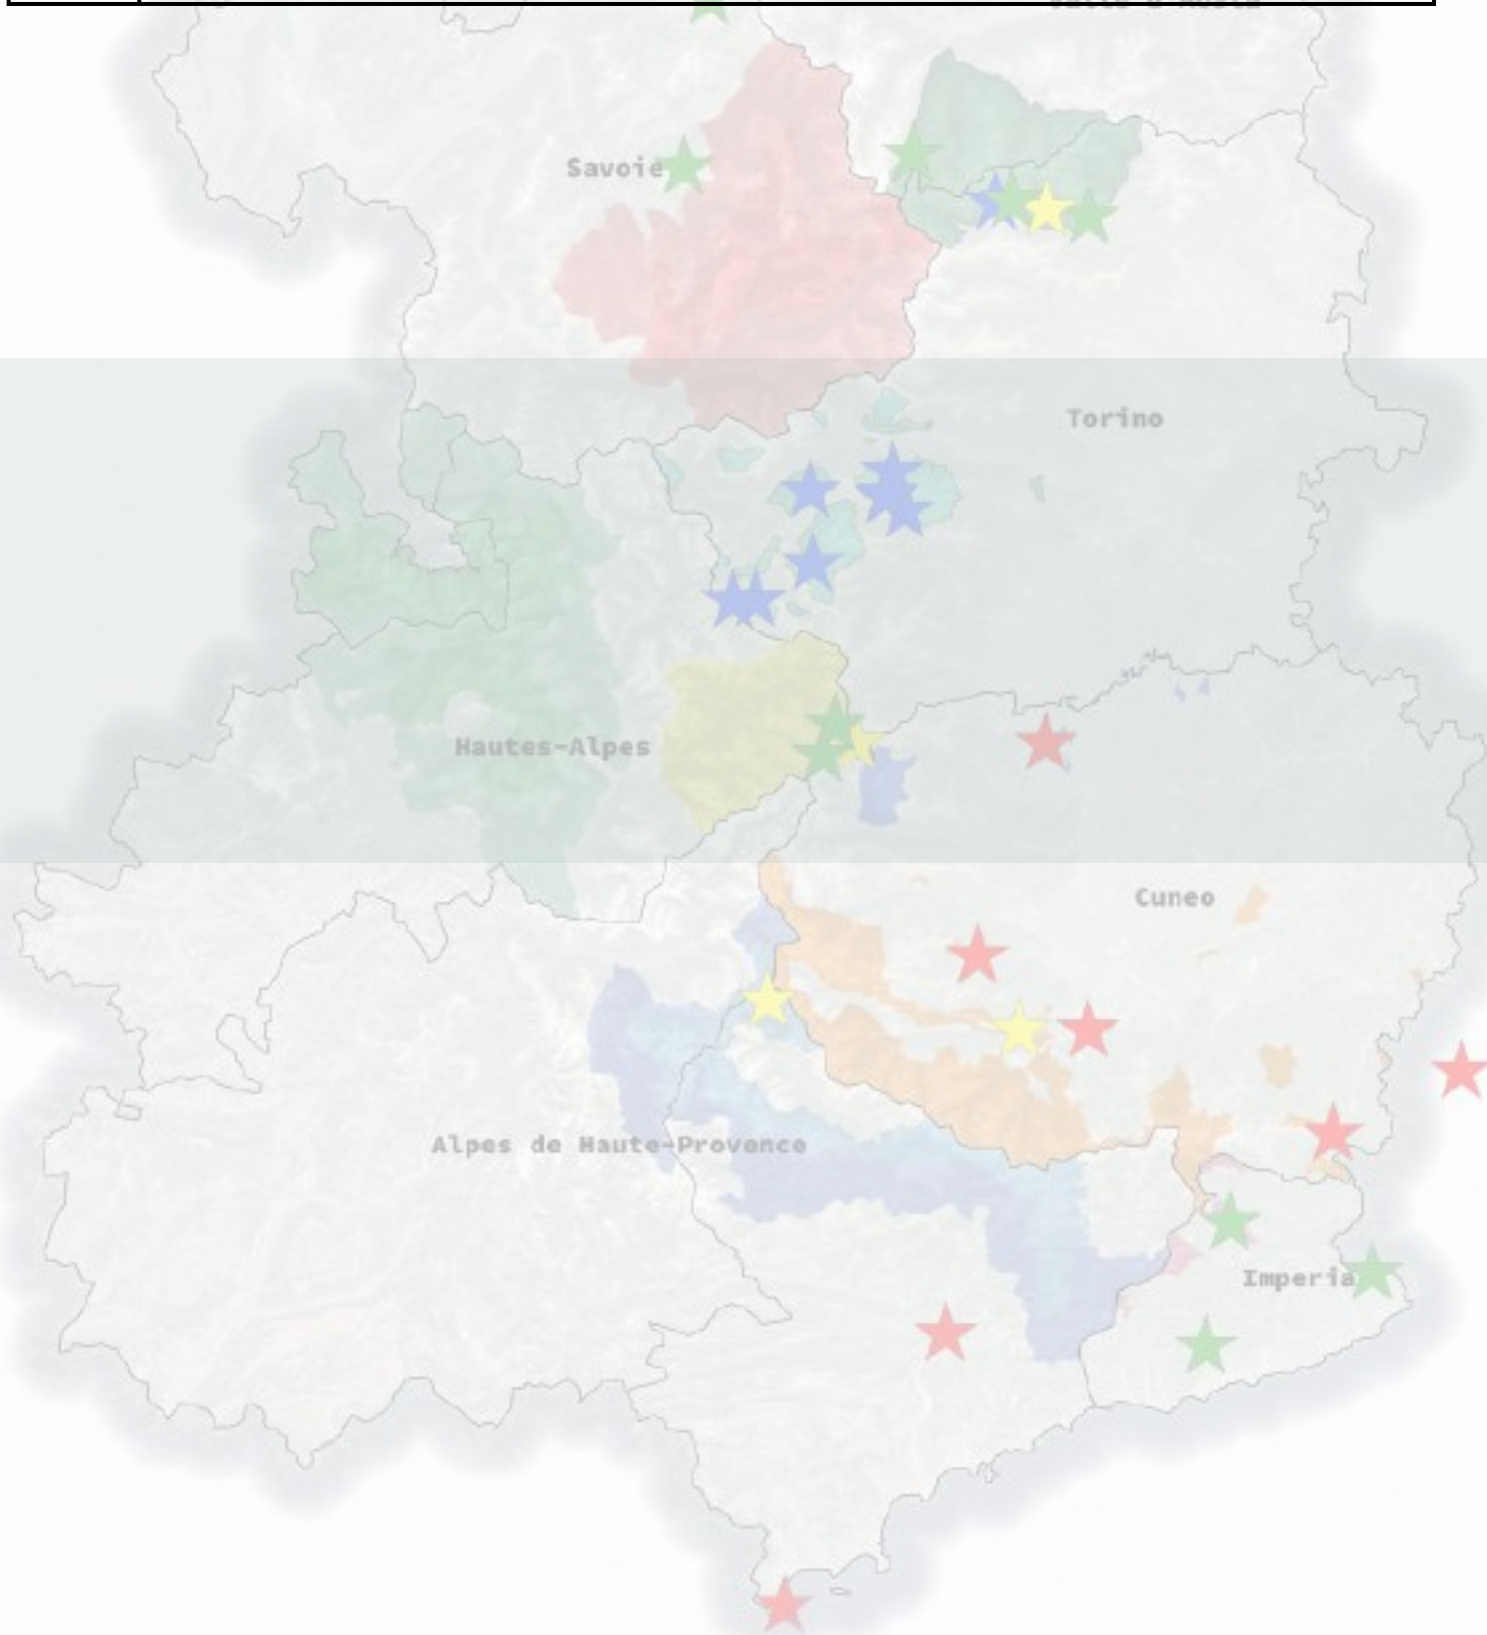 Savoie
Torino
Hautes-Alpes
Cuneo
Alpes de Haute-Provence
Imperia